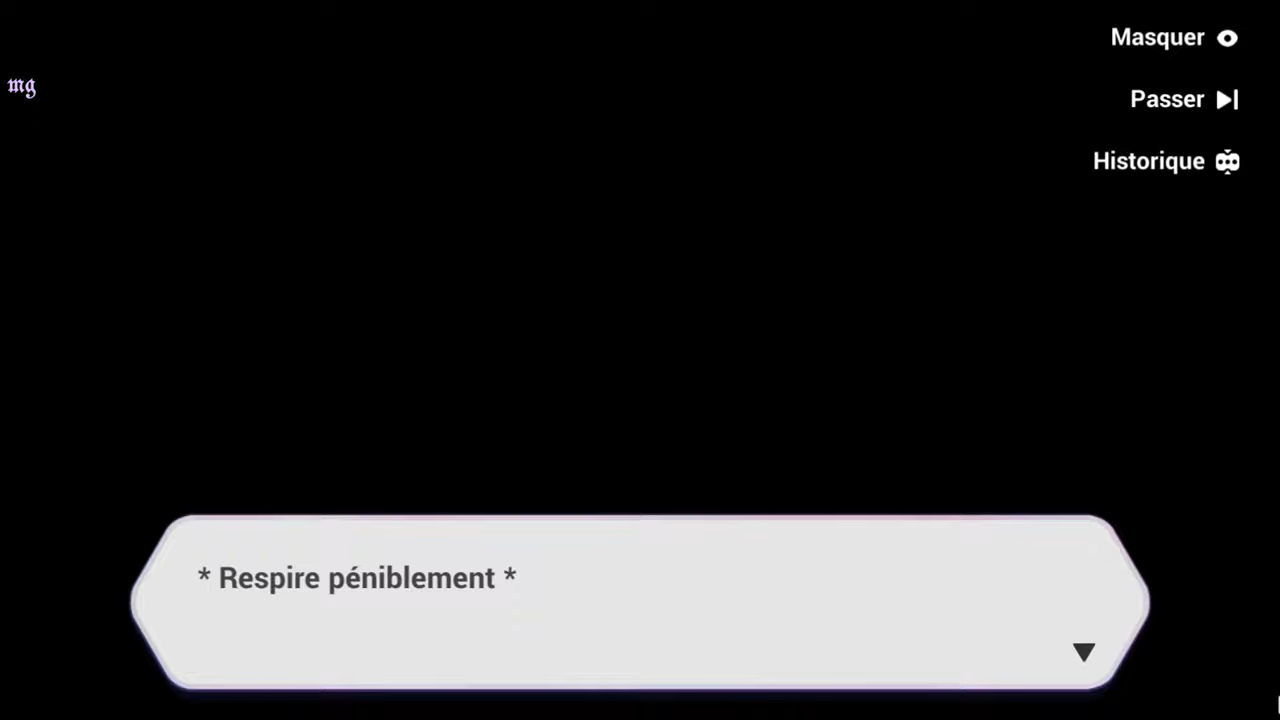 Masquer
mg
Passer
Historique
* Respire péniblement *